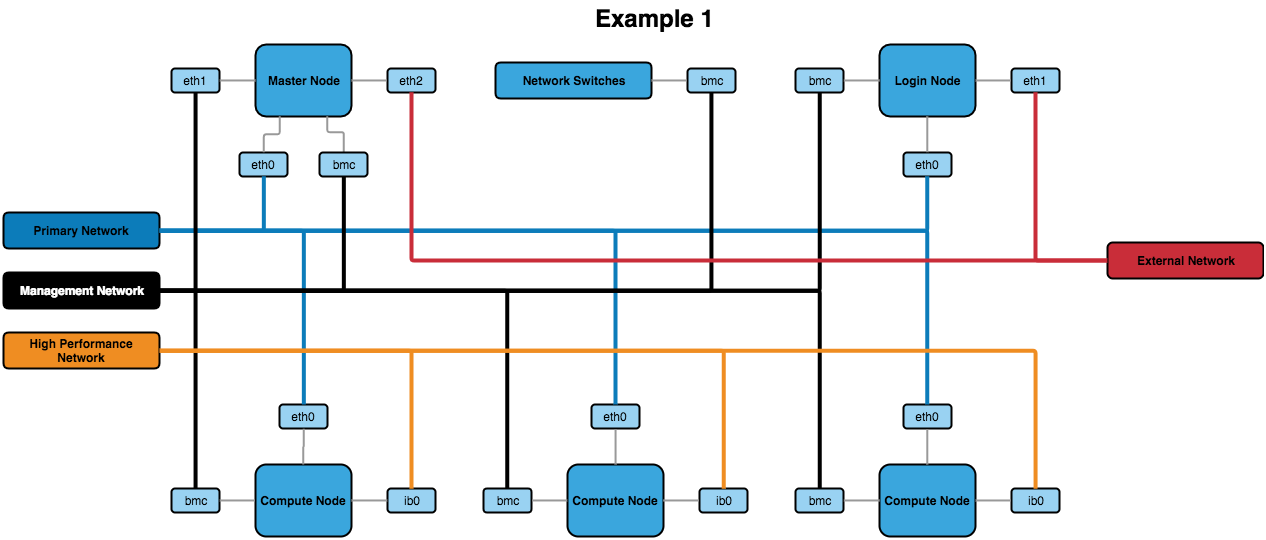 Example 1
eth1
Master Node
eth2
Network Switches
bmc
bmc
Login Node
eth1
eth0
bmc
eth0
Primary Network
External Network
Management Network
High Performance
Network
eth0
eth0
eth0
bmc
Compute Node
ib0
bmc
Compute Node
ib0
bmc
Compute Node
ib0